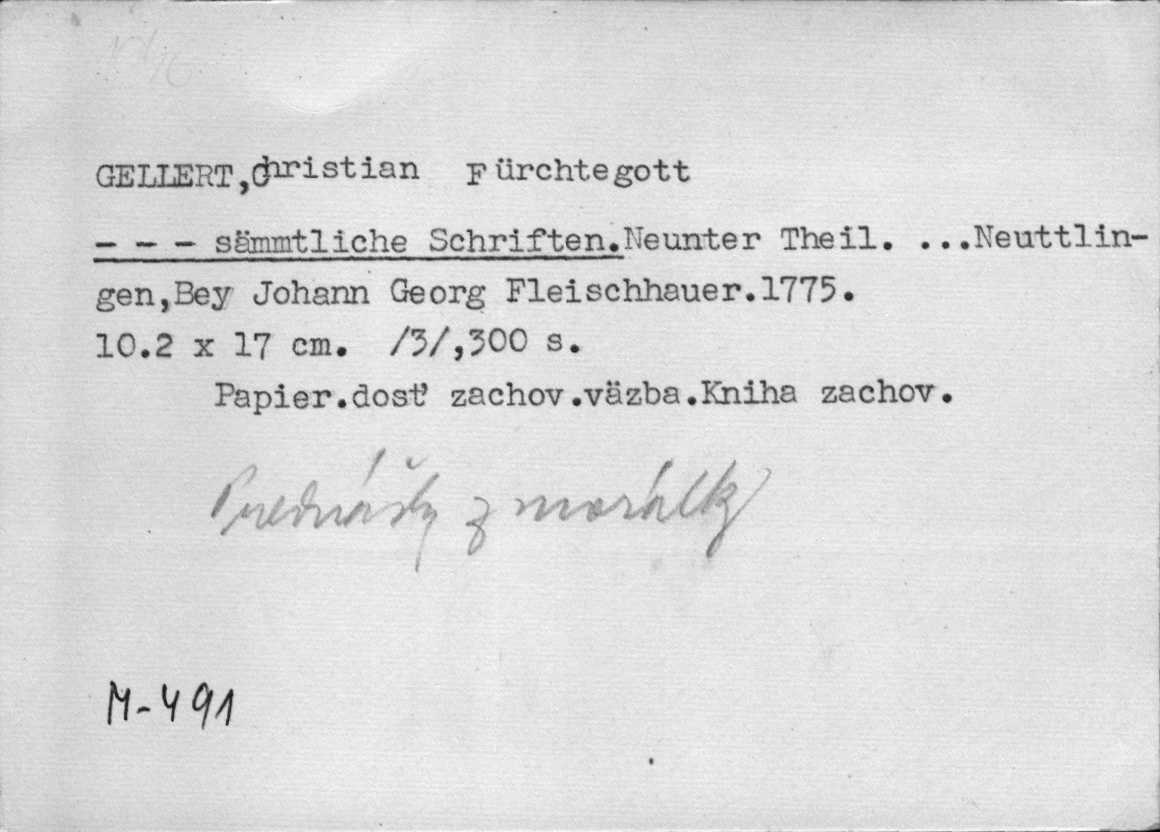 GELLERT,Christian Fürchtegott
- - - sämmtliche Schriften.Neunter Theil. ...Neuttlin-
gen,Bey Johann Georg Fleischhauer.1775.
10.2 x 17 cm. /3/,300 s.
Papier.dosť zachov.väzba.Kniha zachov.
Prednášky z morálky
M-491